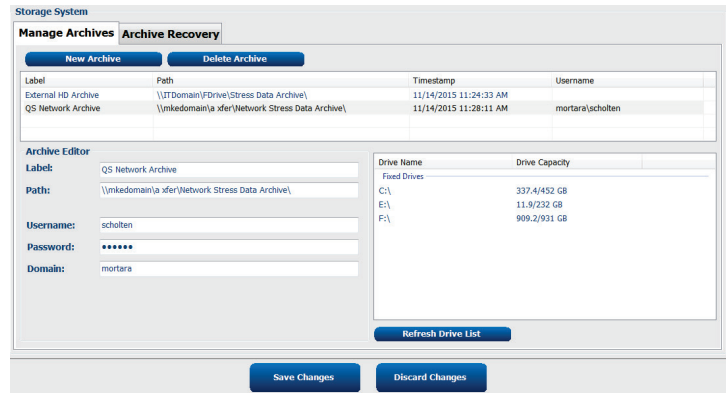 Storage System
Manage Archives Archive Recovery
New Archive Delete Archive
Label Path Timestamp Username
External HD Archive \\ITDomain\FDrive\Stress Data Archive\ 11/14/2015 11:24:33 AM
QS Network Archive \\mkedomain\a xfer\Network Stress Data Archive\ 11/14/2015 11:28:11 AM mortara\scholten
Archive Editor
Label: QS Network Archive
Path: \\mkedomain\a xfer\Network Stress Data Archive\
Username: scholten
Password: ••••••
Domain: mortara
Drive Name Drive Capacity
Fixed Drives
C:\ 337.4/452 GB
E:\ 11.9/232 GB
F:\ 909.2/931 GB
Refresh Drive List
Save Changes Discard Changes